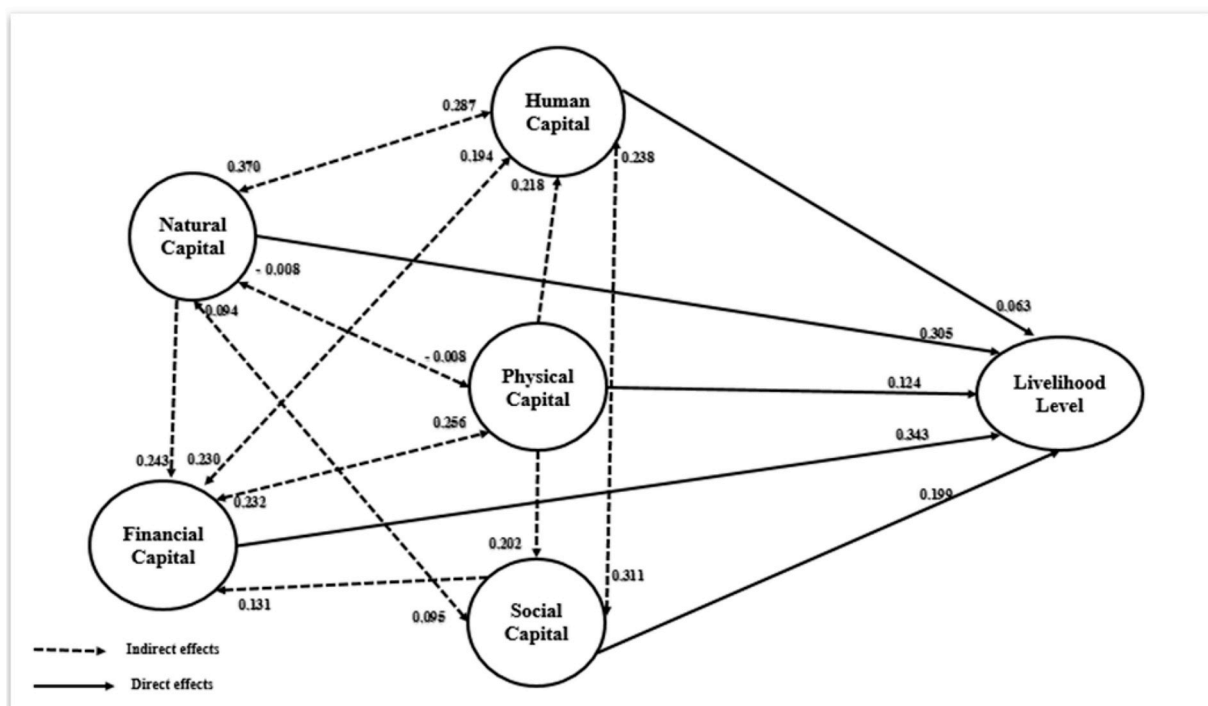 Human
Capital
0.287
0.194
0.238
0.370
0.218
Natural
Capital
- 0.008
0.094
0.063
0.305
- 0.008
Physical
Capital
0.124
Livelihood
Level
0.256
0.343
0.243
0.230
0.232
0.199
Financial
Capital
0.202
0.311
0.131
0.095
Social
Capital
Indirect effects
Direct effects